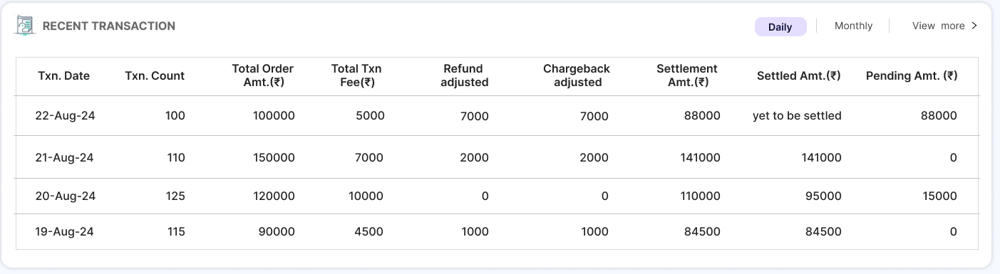 RECENT TRANSACTION
Daily Monthly View more >
Txn. Date Txn. Count Total Order Amt.(₹) Total Txn Fee(₹) Refund adjusted Chargeback adjusted Settlement Amt.(₹) Settled Amt.(₹) Pending Amt. (₹)
22-Aug-24 100 100000 5000 7000 7000 88000 yet to be settled 88000
21-Aug-24 110 150000 7000 2000 2000 141000 141000 0
20-Aug-24 125 120000 10000 0 0 110000 95000 15000
19-Aug-24 115 90000 4500 1000 1000 84500 84500 0